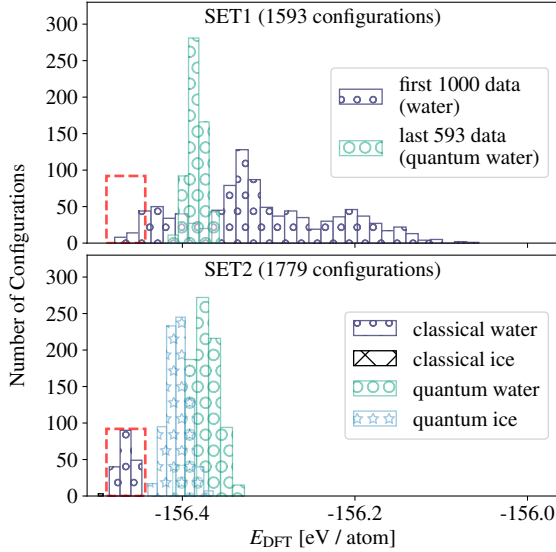 SET1 (1593 configurations)
300
250
200
150
100
50
0
first 1000 data
(water)
last 593 data
(quantum water)
Number of Configurations
SET2 (1779 configurations)
300
250
200
150
100
50
0
classical water
classical ice
quantum water
quantum ice
-156.4
-156.2
-156.0
E_DFT [eV / atom]